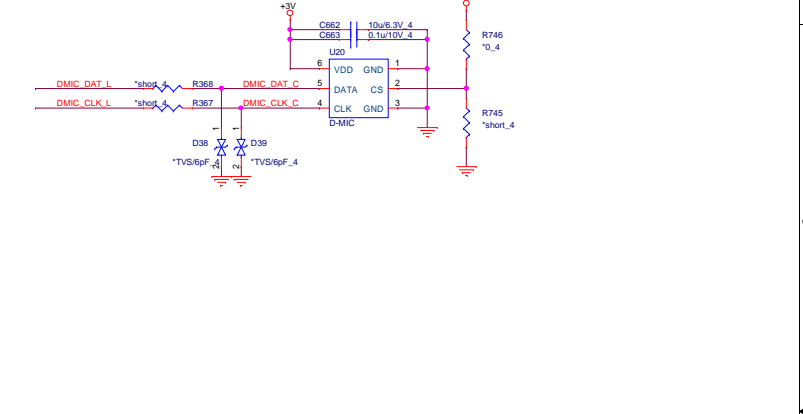 +3V
C662 10u/6.3V_4
C663 0.1u/10V_4
R746
*0_4
U20
6 VDD GND 1
DMIC_DAT_L *short_4 R368 DMIC_DAT_C 5 DATA CS 2
DMIC_CLK_L *short_4 R367 DMIC_CLK_C 4 CLK GND 3
R745
*short_4
D-MIC
1 1
D38 D39
*TVS/6pF_4 *TVS/6pF_4
2 2